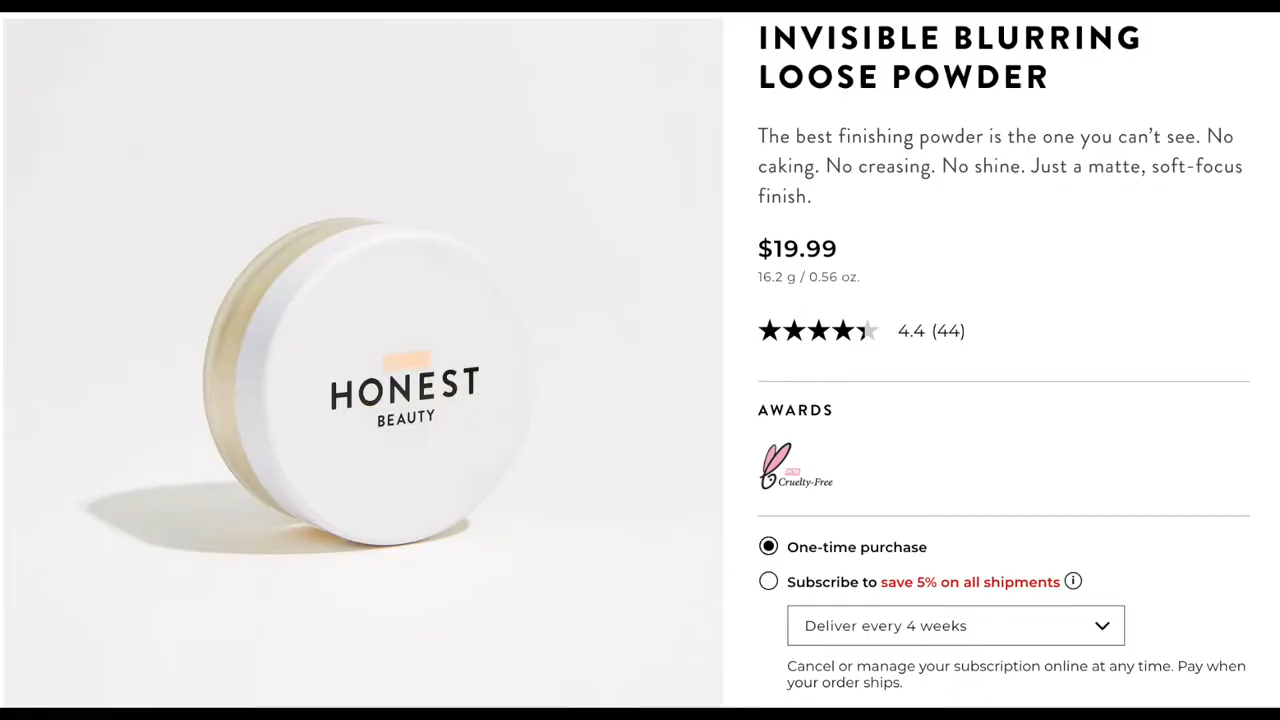 HONEST
BEAUTY
INVISIBLE BLURRING
LOOSE POWDER
The best finishing powder is the one you can’t see. No
caking. No creasing. No shine. Just a matte, soft-focus
finish.
$19.99
16.2 g / 0.56 oz.
4.4 (44)
AWARDS
PETA
Cruelty-Free
One-time purchase
Subscribe to save 5% on all shipments
Deliver every 4 weeks
Cancel or manage your subscription online at any time. Pay when
your order ships.